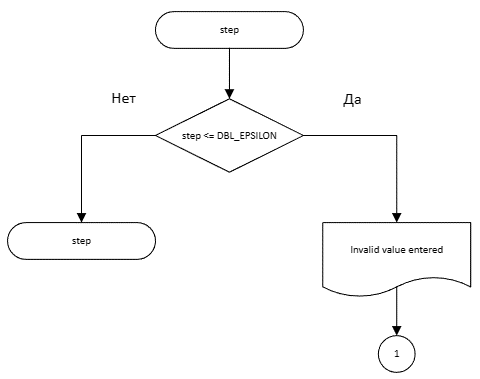 step
Нет
Да
step <= DBL_EPSILON
step
Invalid value entered
1